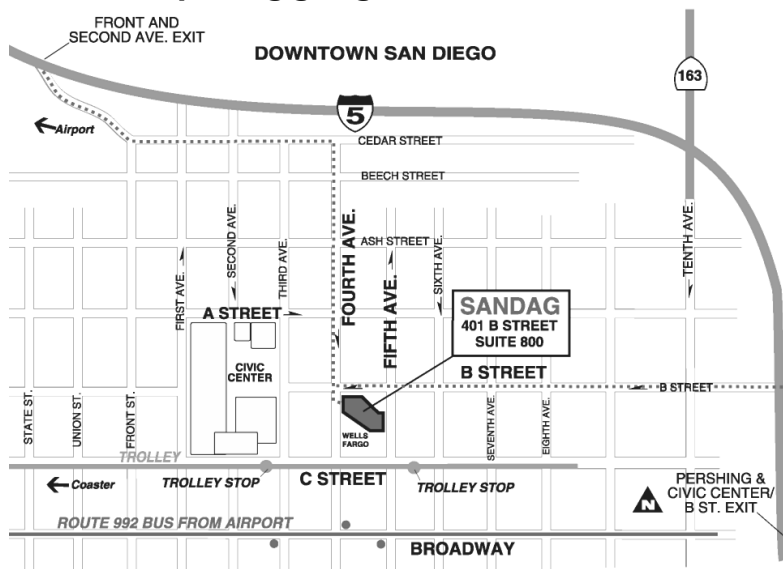 FRONT AND
SECOND AVE. EXIT
DOWNTOWN SAN DIEGO
163
5
Airport
CEDAR STREET
BEECH STREET
ASH STREET
FIRST AVE.
SECOND AVE.
THIRD AVE.
FOURTH AVE.
FIFTH AVE.
SIXTH AVE.
TENTH AVE.
A STREET
SANDAG
401 B STREET
SUITE 800
CIVIC
CENTER
B STREET
B STREET
STATE ST.
UNION ST.
FRONT ST.
WELLS
FARGO
SEVENTH AVE.
EIGHTH AVE.
TROLLEY
Coaster
TROLLEY STOP
C STREET
TROLLEY STOP
N
PERSHING &
CIVIC CENTER/
B ST. EXIT
ROUTE 992 BUS FROM AIRPORT
BROADWAY